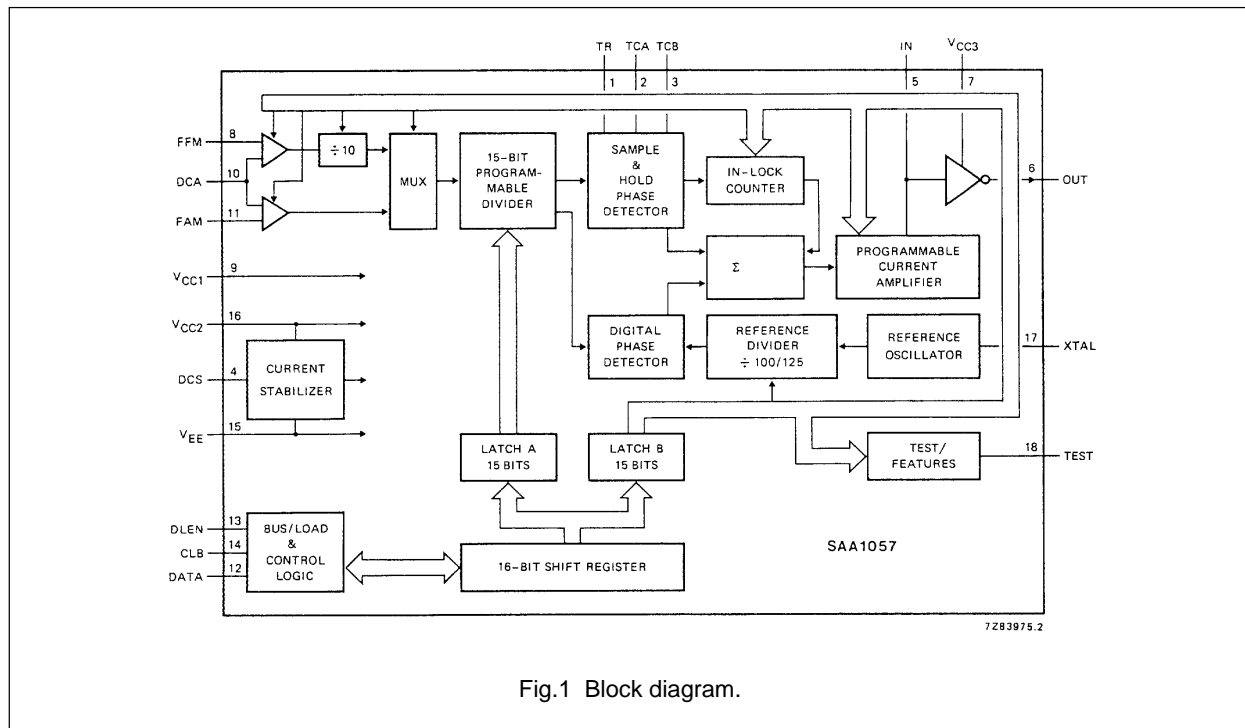 TR TCA TCB IN VCC3
1 2 3 5 7
FFM 8
DCA 10
FAM 11
÷ 10
MUX
15-BIT
PROGRAM-
MABLE
DIVIDER
SAMPLE
&
HOLD
PHASE
DETECTOR
IN-LOCK
COUNTER
6 OUT
Σ
PROGRAMMABLE
CURRENT
AMPLIFIER
VCC1 9
VCC2 16
DCS 4
VEE 15
CURRENT
STABILIZER
DIGITAL
PHASE
DETECTOR
REFERENCE
DIVIDER
÷ 100/125
REFERENCE
OSCILLATOR
17 XTAL
LATCH A
15 BITS
LATCH B
15 BITS
TEST/
FEATURES
18 TEST
DLEN 13
CLB 14
DATA 12
BUS/LOAD
&
CONTROL
LOGIC
16-BIT SHIFT REGISTER
SAA1057
7Z83975.2
Fig.1 Block diagram.